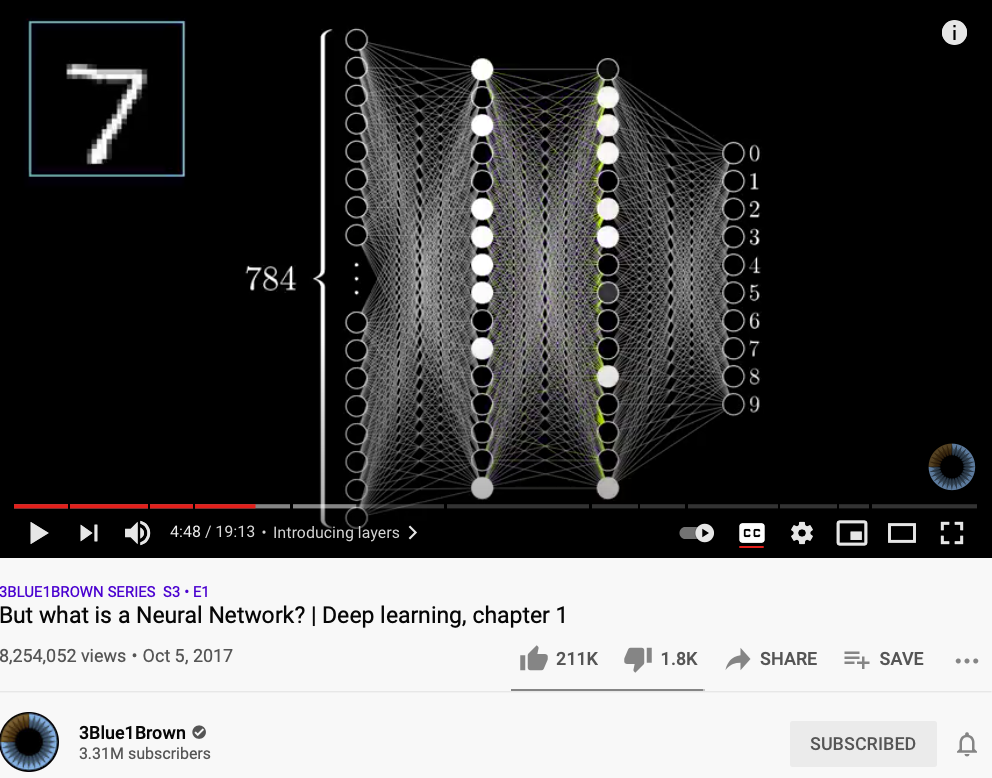 784
0
1
2
3
4
5
6
7
8
9
4:48 / 19:13 • Introducing layers
CC
3BLUE1BROWN SERIES S3 • E1
But what is a Neural Network? | Deep learning, chapter 1
8,254,052 views • Oct 5, 2017
211K 1.8K SHARE SAVE
3Blue1Brown
3.31M subscribers
SUBSCRIBED